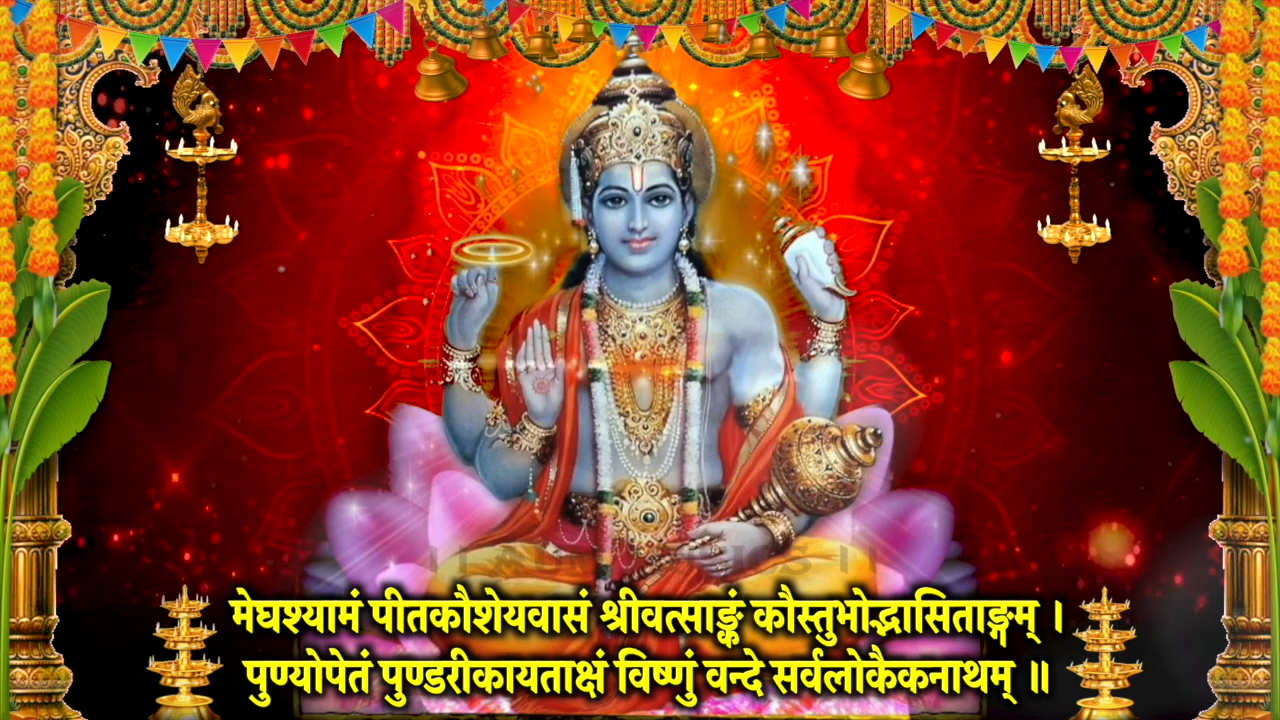 मेघश्यामं पीतकौशेयवासं श्रीवत्साङ्कं कौस्तुभोद्भासिताङ्गम् ।
पुण्योपेतं पुण्डरीकायताक्षं विष्णुं वन्दे सर्वलोकैकनाथम् ॥